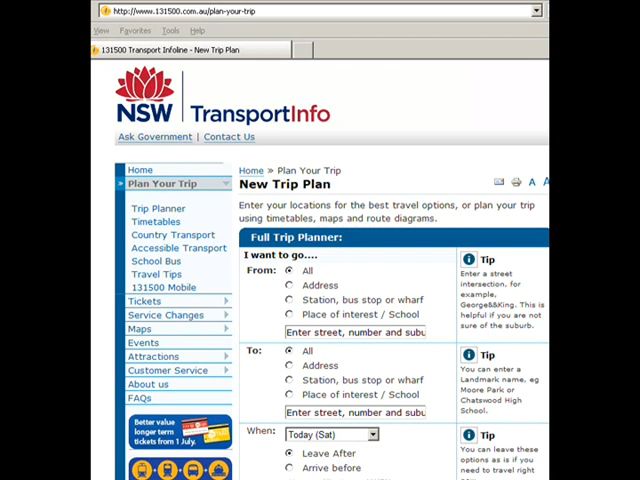 http://www.131500.com.au/plan-your-trip
View Favorites Tools Help
131500 Transport Infoline - New Trip Plan
NSW TransportInfo
Ask Government | Contact Us
Home
Plan Your Trip
Trip Planner
Timetables
Country Transport
Accessible Transport
School Bus
Travel Tips
131500 Mobile
Tickets
Service Changes
Maps
Events
Attractions
Customer Service
About us
FAQs
Better value
longer term
tickets from 1 July.
Home » Plan Your Trip
New Trip Plan
A A
Enter your locations for the best travel options, or plan your trip
using timetables, maps and route diagrams.
Full Trip Planner:
I want to go....
From: All
Address
Station, bus stop or wharf
Place of interest / School
Enter street, number and subu
Tip
Enter a street
intersection, for
example,
George&&King. This is
helpful if you are not
sure of the suburb.
To: All
Address
Station, bus stop or wharf
Place of interest / School
Enter street, number and subu
Tip
You can enter a
Landmark name, eg
Moore Park or
Chatswood High
School.
When: Today (Sat)
Leave After
Arrive before
Tip
You can leave these
options as is if you
need to travel right